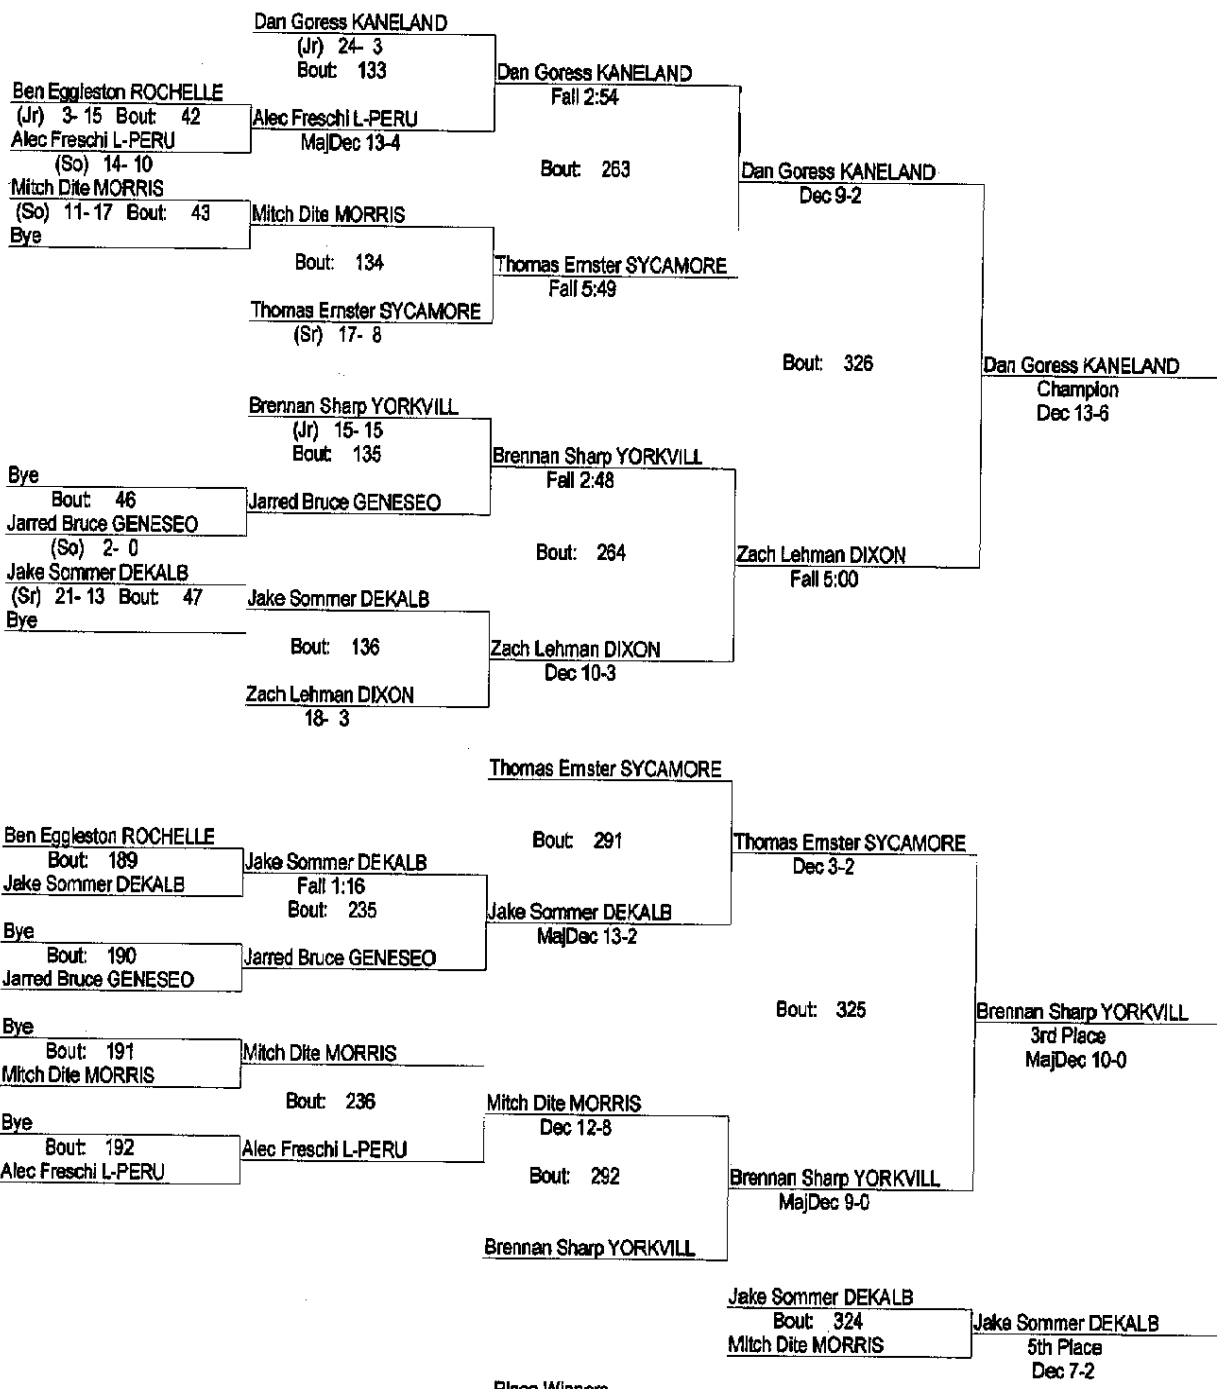 Dan Goress KANELAND
(Jr) 24- 3
Bout: 133
Dan Goress KANELAND
Fall 2:54
Ben Eggleston ROCHELLE
(Jr) 3- 15 Bout: 42
Alec Freschi L-PERU
MajDec 13-4
Alec Freschi L-PERU
(So) 14- 10
Bout: 263
Dan Goress KANELAND
Dec 9-2
Mitch Dite MORRIS
(So) 11- 17 Bout: 43
Mitch Dite MORRIS
Bye
Bout: 134
Thomas Ernster SYCAMORE
Fall 5:49
Thomas Ernster SYCAMORE
(Sr) 17- 8
Bout: 326
Dan Goress KANELAND
Champion
Dec 13-6
Brennan Sharp YORKVILL
(Jr) 15- 15
Bout: 135
Brennan Sharp YORKVILL
Fall 2:48
Bye
Bout: 46
Jarred Bruce GENESEO
Jarred Bruce GENESEO
(So) 2- 0
Bout: 264
Zach Lehman DIXON
Fall 5:00
Jake Sommer DEKALB
(Sr) 21- 13 Bout: 47
Jake Sommer DEKALB
Bye
Bout: 136
Zach Lehman DIXON
Dec 10-3
Zach Lehman DIXON
18- 3
Thomas Ernster SYCAMORE
Ben Eggleston ROCHELLE
Bout: 189
Jake Sommer DEKALB
Jake Sommer DEKALB
Fall 1:16
Bout: 235
Bout: 291
Thomas Ernster SYCAMORE
Dec 3-2
Jake Sommer DEKALB
MajDec 13-2
Bye
Bout: 190
Jarred Bruce GENESEO
Jarred Bruce GENESEO
Bout: 325
Brennan Sharp YORKVILL
3rd Place
MajDec 10-0
Bye
Bout: 191
Mitch Dite MORRIS
Mitch Dite MORRIS
Bout: 236
Mitch Dite MORRIS
Dec 12-8
Bye
Bout: 192
Alec Freschi L-PERU
Alec Freschi L-PERU
Bout: 292
Brennan Sharp YORKVILL
MajDec 9-0
Brennan Sharp YORKVILL
Jake Sommer DEKALB
Bout: 324
Mitch Dite MORRIS
Jake Sommer DEKALB
5th Place
Dec 7-2
Place Winners